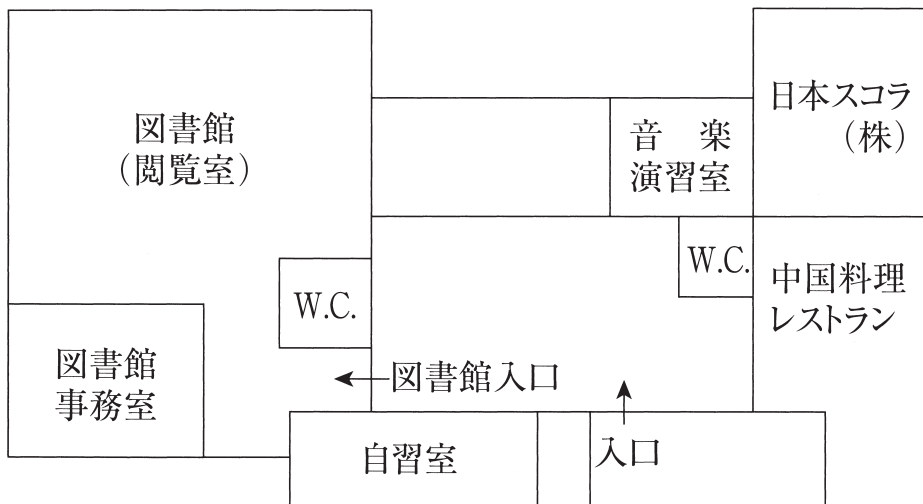 図書館
（閲覧室）
音　楽
演習室
日本スコラ
（株）
W.C.
W.C.
中国料理
レストラン
図書館
事務室
図書館入口
自習室
入口